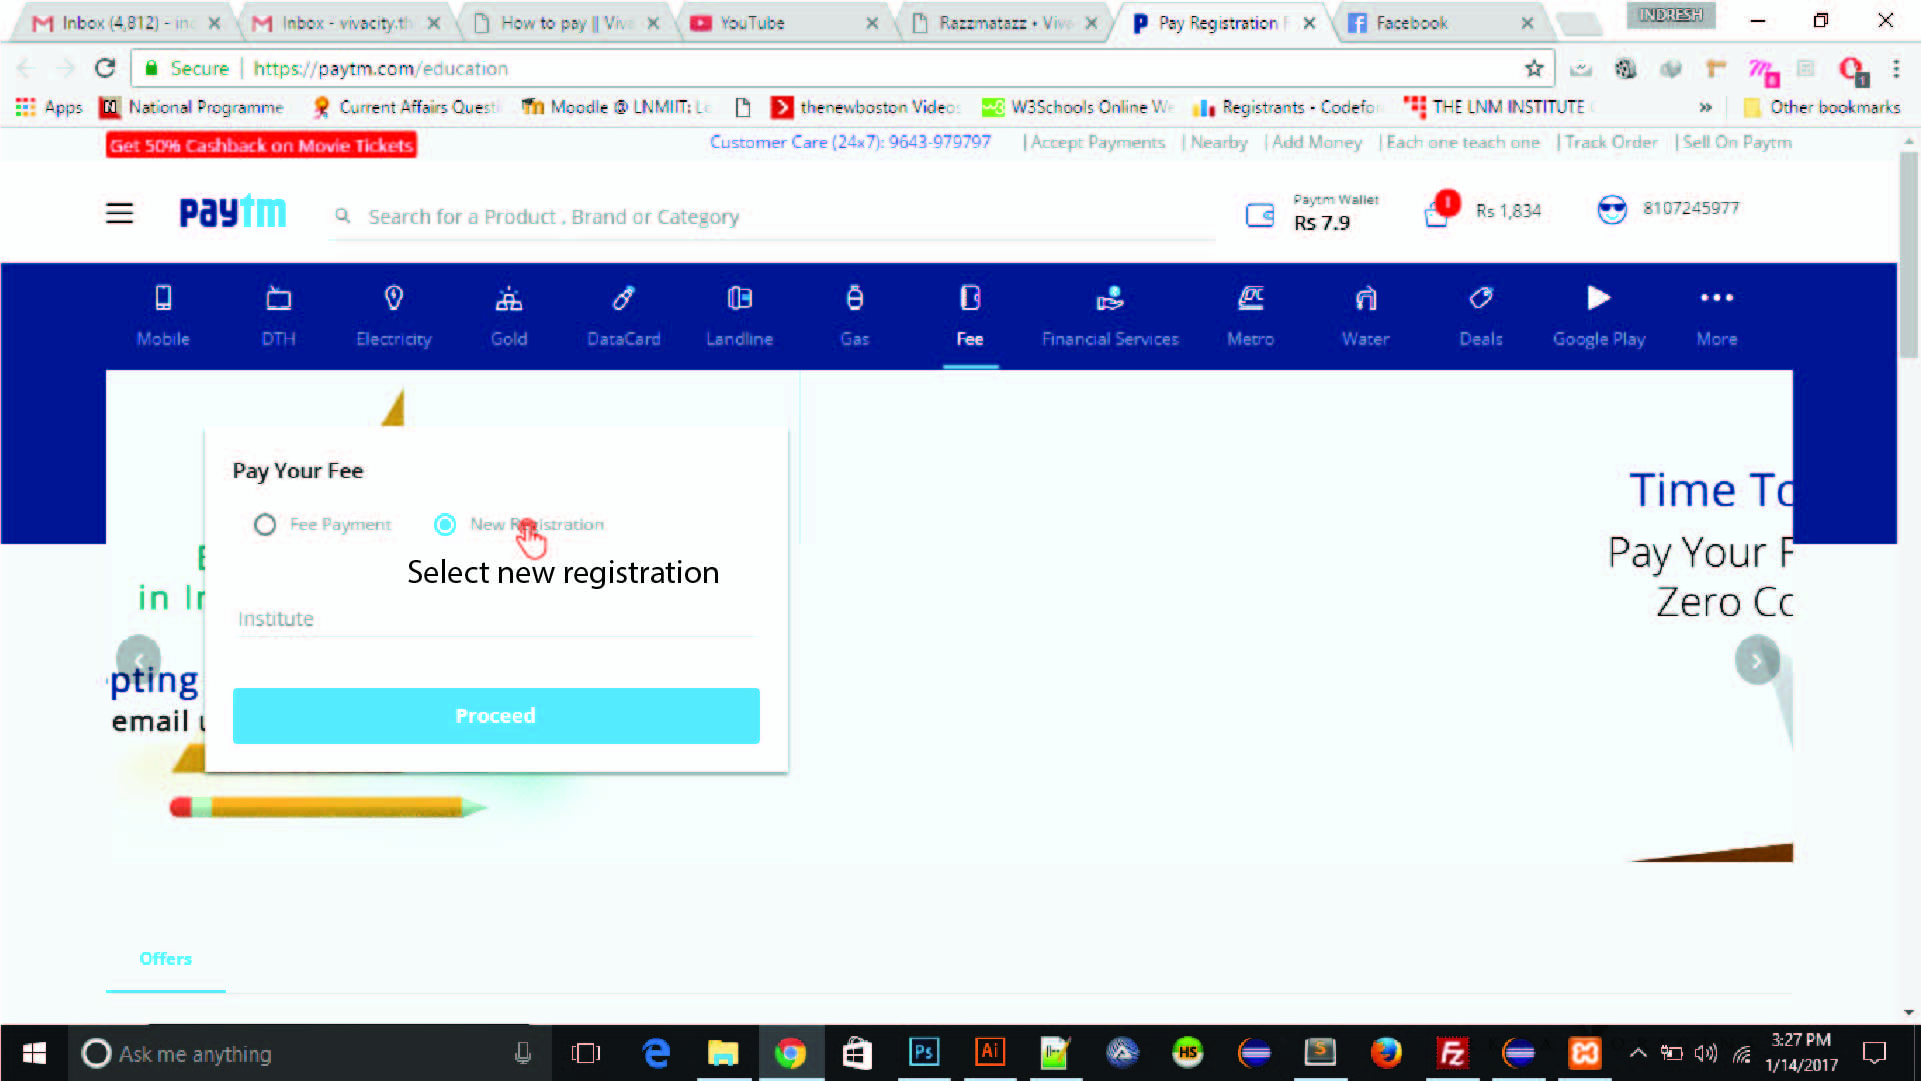 Inbox (4,812) - in
Inbox - vivacity.th
How to pay || Viv
YouTube
Razzmatazz • Viv
Pay Registration F
Facebook
INDRESH
Secure | https://paytm.com/education
Apps
National Programme
Current Affairs Questi
Moodle @ LNMIIT: Le
thenewboston Video
W3Schools Online We
Registrants - Codefo
THE LNM INSTITUTE
»
Other bookmarks
Get 50% Cashback on Movie Tickets
Customer Care (24x7): 9643-979797 | Accept Payments | Nearby | Add Money | Each one teach one | Track Order | Sell On Paytm
paytm
Search for a Product , Brand or Category
Paytm Wallet
Rs 7.9
1
Rs 1,834
8107245977
Mobile
DTH
Electricity
Gold
DataCard
Landline
Gas
Fee
Financial Services
Metro
Water
Deals
Google Play
More
Pay Your Fee
Fee Payment
New Registration
Select new registration
Institute
Proceed
in Ir
pting
email u
Time To
Pay Your F
Zero Co
Offers
Ask me anything
3:27 PM
1/14/2017